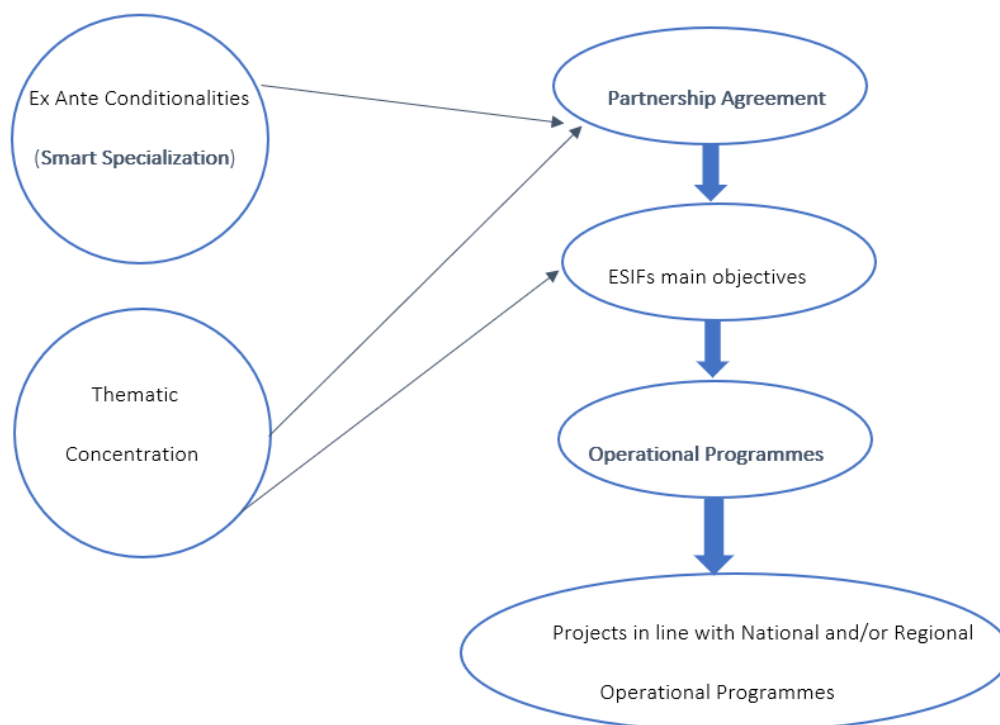 Ex Ante Conditionalities
(Smart Specialization)
Partnership Agreement
ESIFs main objectives
Thematic
Concentration
Operational Programmes
Projects in line with National and/or Regional
Operational Programmes